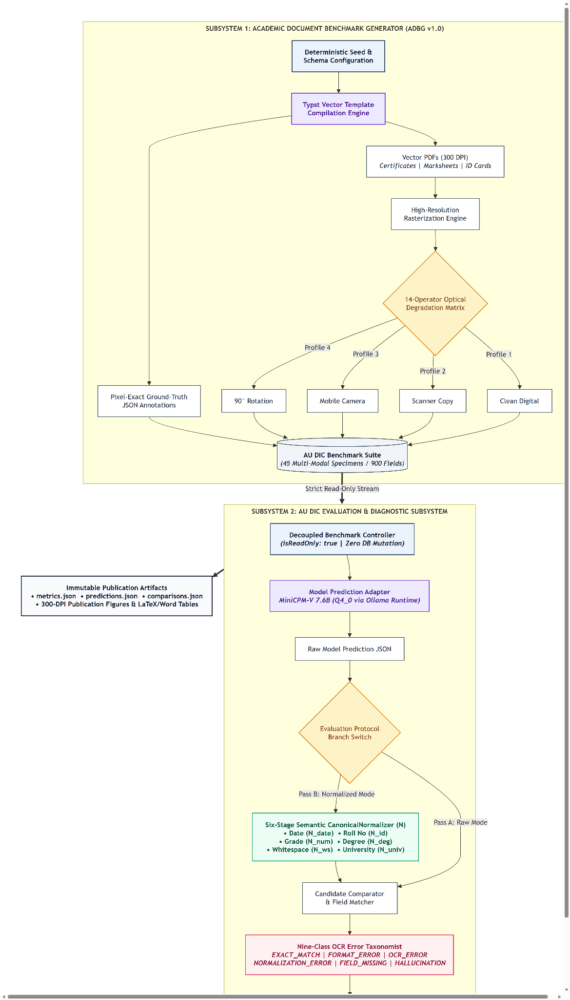 SUBSYSTEM 1: ACADEMIC DOCUMENT BENCHMARK GENERATOR (ADBG v1.0)
Deterministic Seed &
Schema Configuration
Typst Vector Template
Compilation Engine
Vector PDFs (300 DPI)
Certificates | Marksheets | ID Cards
High-Resolution
Rasterization Engine
14-Operator Optical
Degradation Matrix
Profile 4
Profile 3
Profile 2
Profile 1
Pixel-Exact Ground-Truth
JSON Annotations
90° Rotation
Mobile Camera
Scanner Copy
Clean Digital
AU DIC Benchmark Suite
(45 Multi-Modal Specimens / 900 Fields)
Strict Read-Only Stream
SUBSYSTEM 2: AU DIC EVALUATION & DIAGNOSTIC SUBSYSTEM
Decoupled Benchmark Controller
(isReadOnly: true | Zero DB Mutation)
Immutable Publication Artifacts
• metrics.json • predictions.json • comparisons.json
• 300-DPI Publication Figures & LaTeX/Word Tables
Model Prediction Adapter
MiniCPM-V 7.6B (Q4_0 via Ollama Runtime)
Raw Model Prediction JSON
Evaluation Protocol
Branch Switch
Pass B: Normalized Mode
Pass A: Raw Mode
Six-Stage Semantic CanonicalNormalizer (N)
• Date (N_date) • Roll No (N_id)
• Grade (N_num) • Degree (N_deg)
• Whitespace (N_ws) • University (N_univ)
Candidate Comparator
& Field Matcher
Nine-Class OCR Error Taxonomist
EXACT_MATCH | FORMAT_ERROR | OCR_ERROR
NORMALIZATION_ERROR | FIELD_MISSING | HALLUCINATION